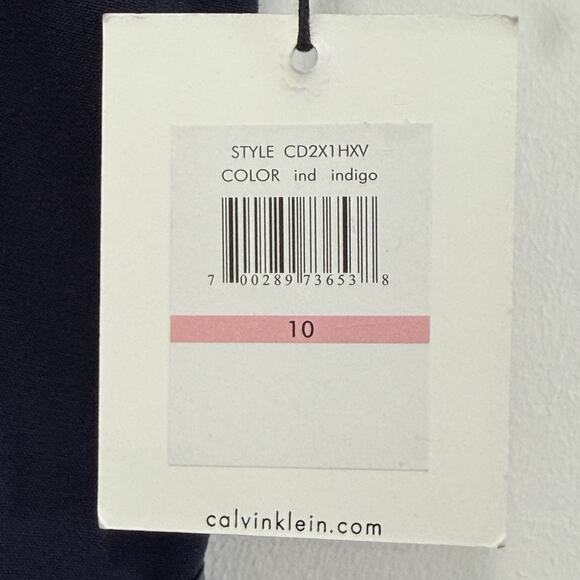 STYLE CD2X1HXV
COLOR ind indigo
7 00289 73653 8
10
calvinklein.com